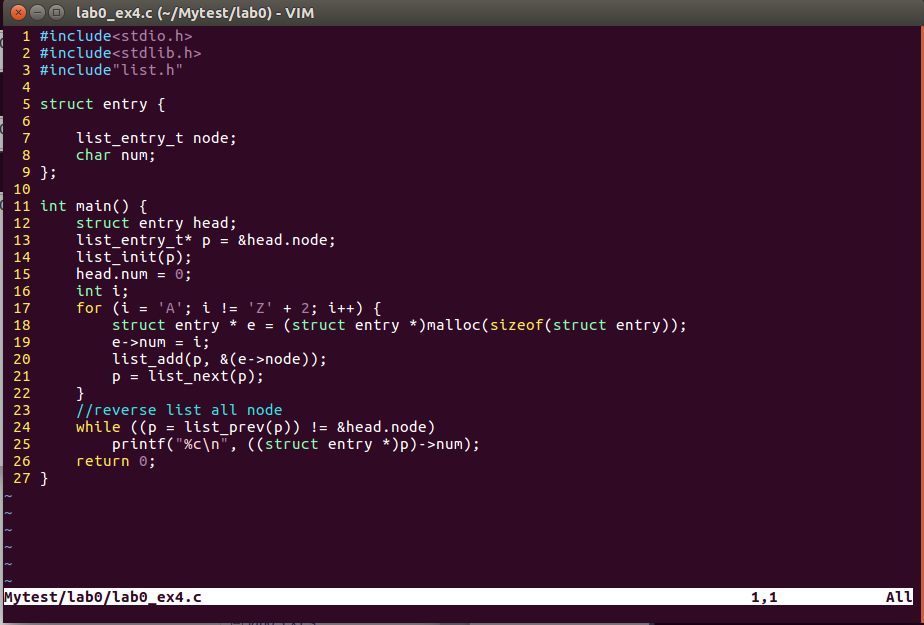 lab0_ex4.c (~/Mytest/lab0) - VIM
1 #include<stdio.h>
2 #include<stdlib.h>
3 #include"list.h"
4
5 struct entry {
6
7     list_entry_t node;
8     char num;
9 };
10
11 int main() {
12     struct entry head;
13     list_entry_t* p = &head.node;
14     list_init(p);
15     head.num = 0;
16     int i;
17     for (i = 'A'; i != 'Z' + 2; i++) {
18         struct entry * e = (struct entry *)malloc(sizeof(struct entry));
19         e->num = i;
20         list_add(p, &(e->node));
21         p = list_next(p);
22     }
23     //reverse list all node
24     while ((p = list_prev(p)) != &head.node)
25         printf("%c\n", ((struct entry *)p)->num);
26     return 0;
27 }
~
~
~
~
~
~
Mytest/lab0/lab0_ex4.c 1,1 All